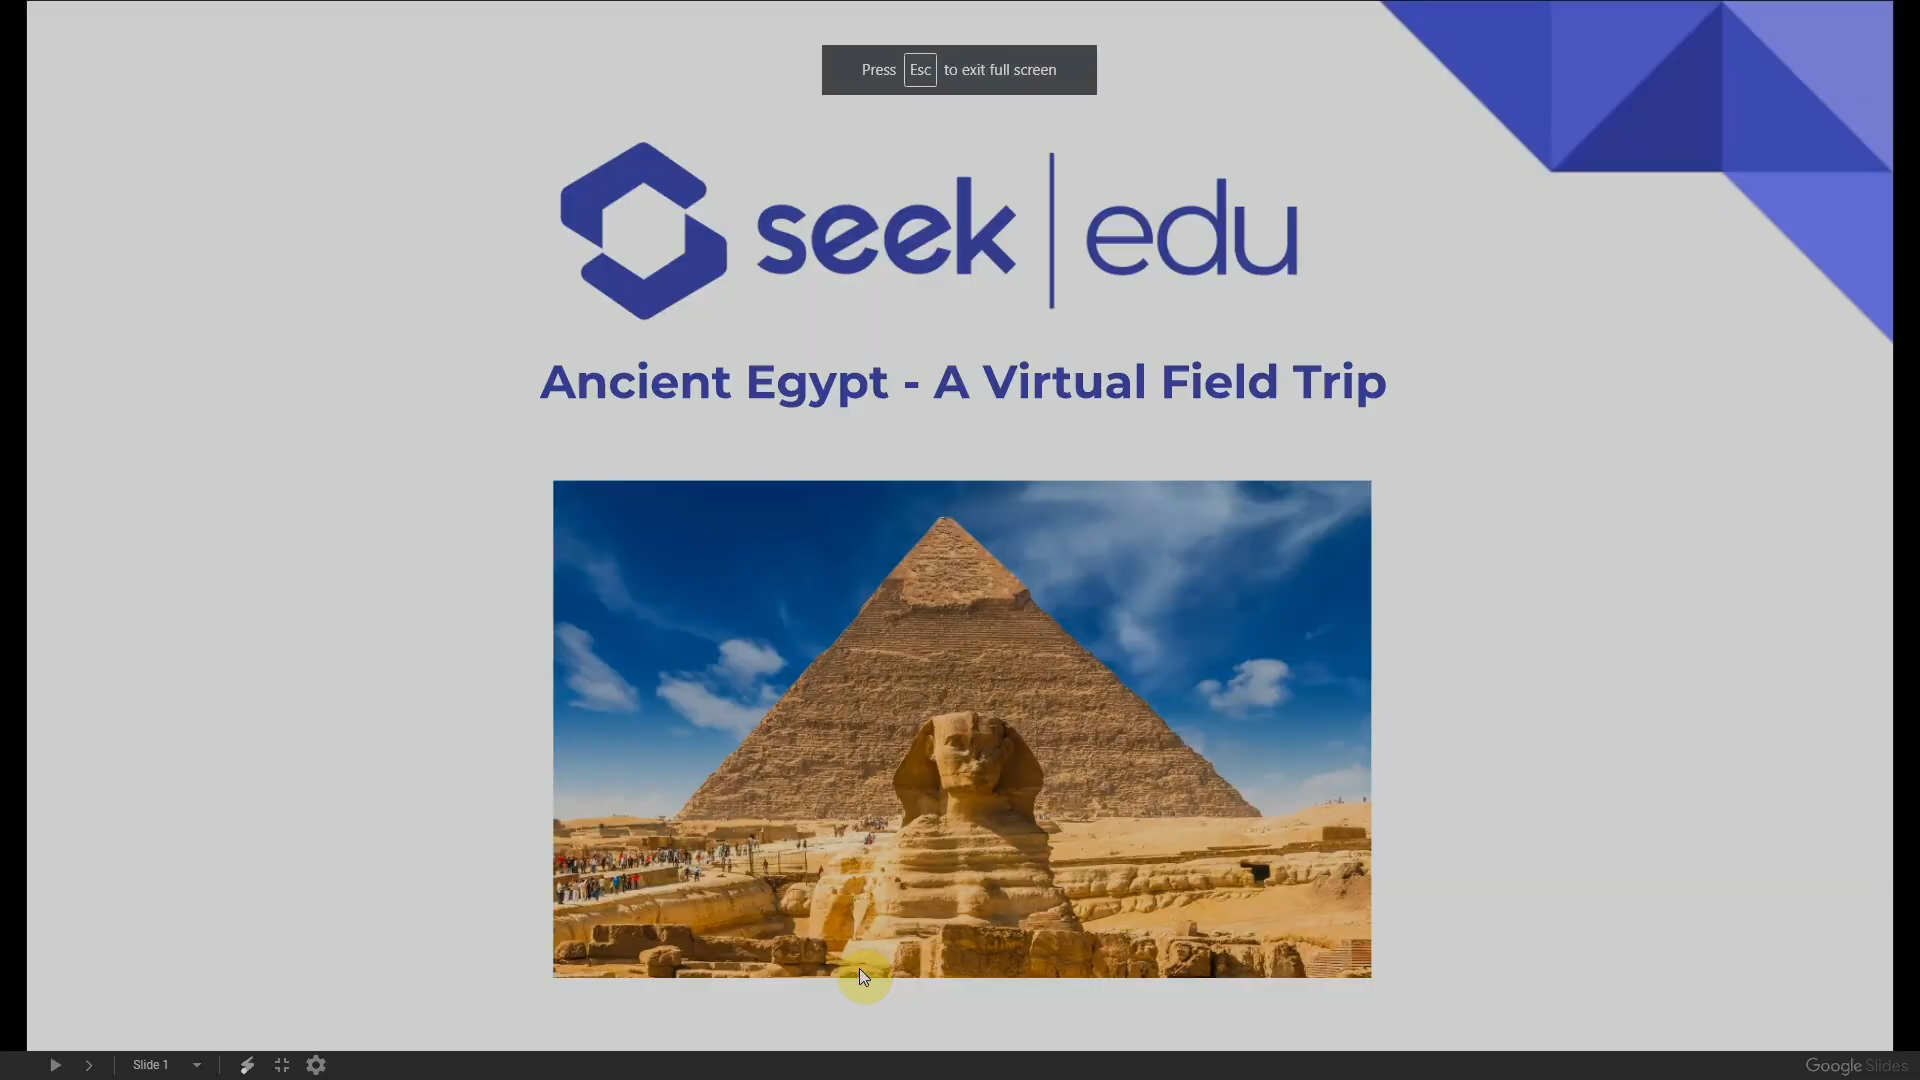 Press Esc to exit full screen
seek | edu
Ancient Egypt - A Virtual Field Trip
Slide 1
Google Slides